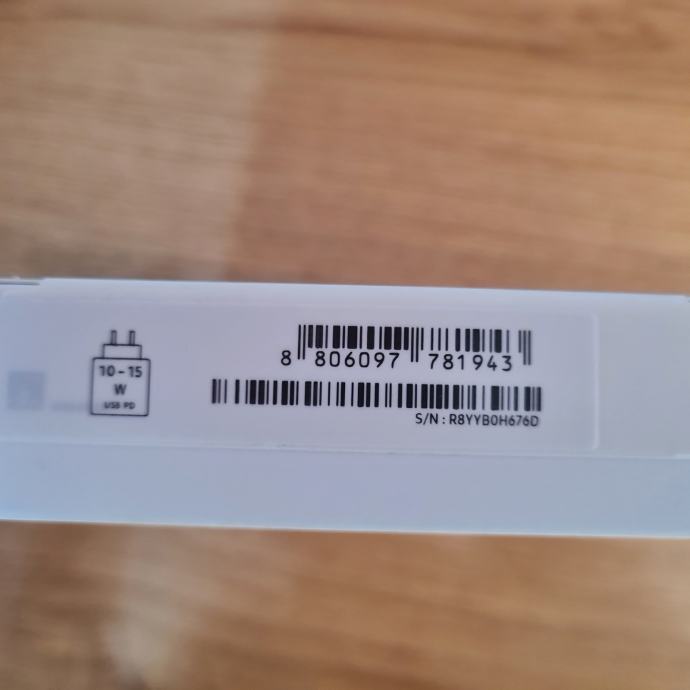 10-15
W
USB PD
8 806097 781943
S/N : R8YYB0H676D